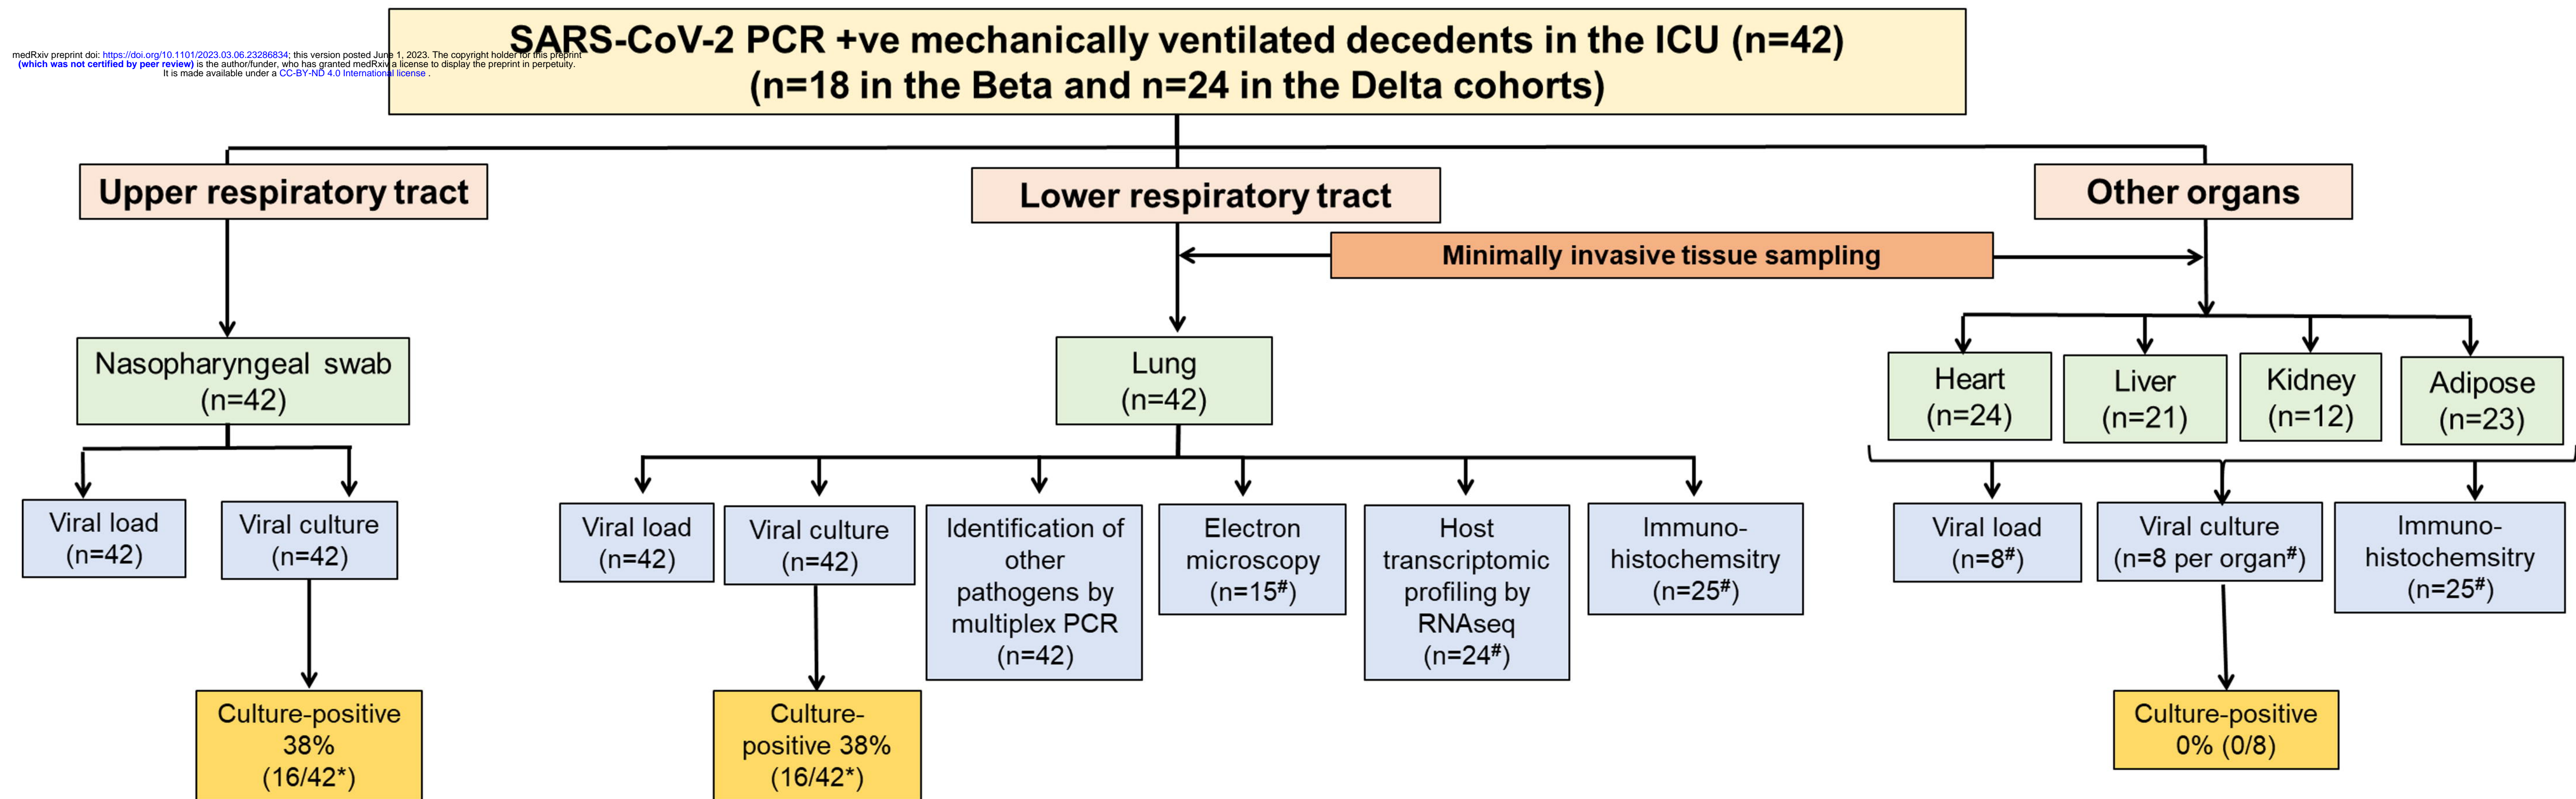 SARS-CoV-2 PCR +ve mechanically ventilated decedents in the ICU (n=42)
(n=18 in the Beta and n=24 in the Delta cohorts)
medRxiv preprint doi: https://doi.org/10.1101/2023.03.06.23286834; this version posted June 1, 2023. The copyright holder for this preprint
(which was not certified by peer review) is the author/funder, who has granted medRxiv a license to display the preprint in perpetuity.
It is made available under a CC-BY-ND 4.0 International license .
Upper respiratory tract
Lower respiratory tract
Other organs
Minimally invasive tissue sampling
Nasopharyngeal swab
(n=42)
Lung
(n=42)
Heart
(n=24)
Liver
(n=21)
Kidney
(n=12)
Adipose
(n=23)
Viral load
(n=42)
Viral culture
(n=42)
Viral load
(n=42)
Viral culture
(n=42)
Identification of
other
pathogens by
multiplex PCR
(n=42)
Electron
microscopy
(n=15#)
Host
transcriptomic
profiling by
RNAseq
(n=24#)
Immuno-
histochemsitry
(n=25#)
Viral load
(n=8#)
Viral culture
(n=8 per organ#)
Immuno-
histochemsitry
(n=25#)
Culture-positive
38%
(16/42*)
Culture-
positive 38%
(16/42*)
Culture-positive
0% (0/8)